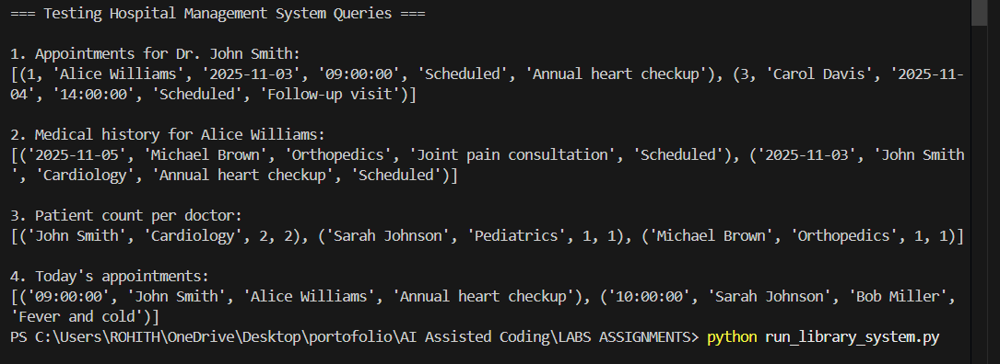 === Testing Hospital Management System Queries ===
1. Appointments for Dr. John Smith:
[(1, 'Alice Williams', '2025-11-03', '09:00:00', 'Scheduled', 'Annual heart checkup'), (3, 'Carol Davis', '2025-11-
04', '14:00:00', 'Scheduled', 'Follow-up visit')]
2. Medical history for Alice Williams:
[('2025-11-05', 'Michael Brown', 'Orthopedics', 'Joint pain consultation', 'Scheduled'), ('2025-11-03', 'John Smith
', 'Cardiology', 'Annual heart checkup', 'Scheduled')]
3. Patient count per doctor:
[('John Smith', 'Cardiology', 2, 2), ('Sarah Johnson', 'Pediatrics', 1, 1), ('Michael Brown', 'Orthopedics', 1, 1)]
4. Today's appointments:
[('09:00:00', 'John Smith', 'Alice Williams', 'Annual heart checkup'), ('10:00:00', 'Sarah Johnson', 'Bob Miller',
'Fever and cold')]
PS C:\Users\ROHITH\OneDrive\Desktop\portofolio\AI Assisted Coding\LABS ASSIGNMENTS> python run_library_system.py